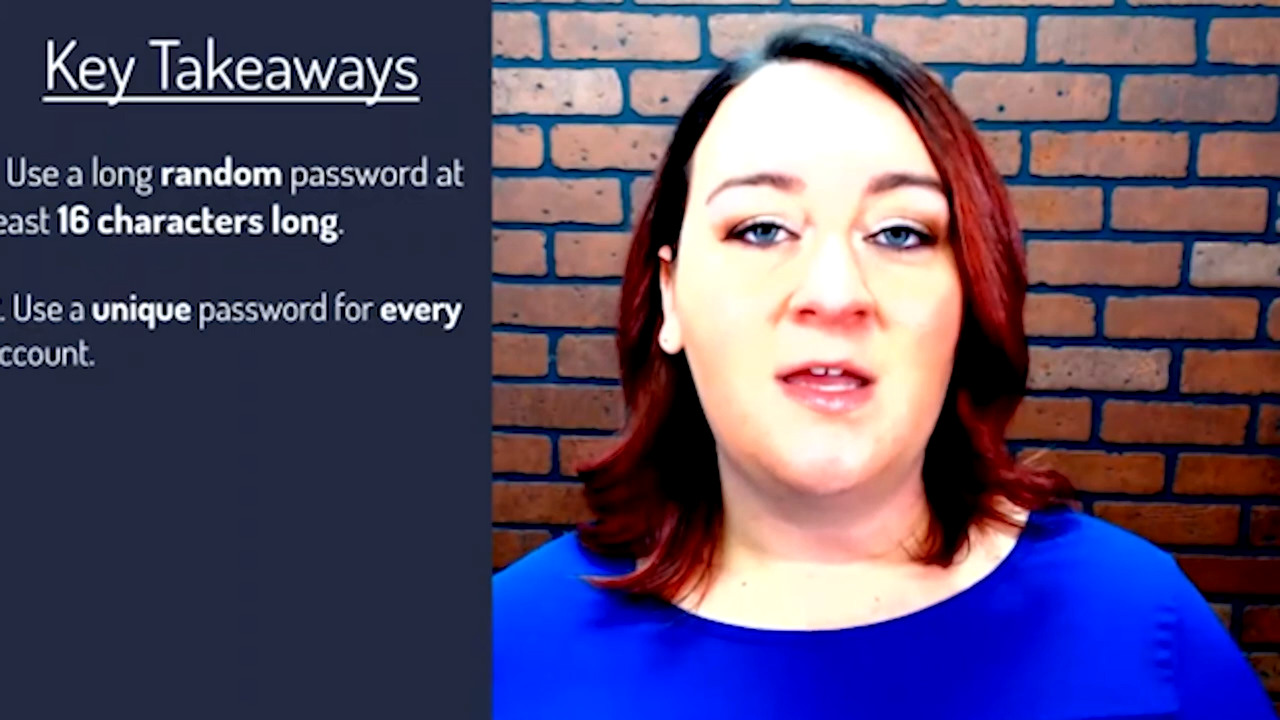 Key Takeaways
Use a long random password at
east 16 characters long.
. Use a unique password for every
ccount.